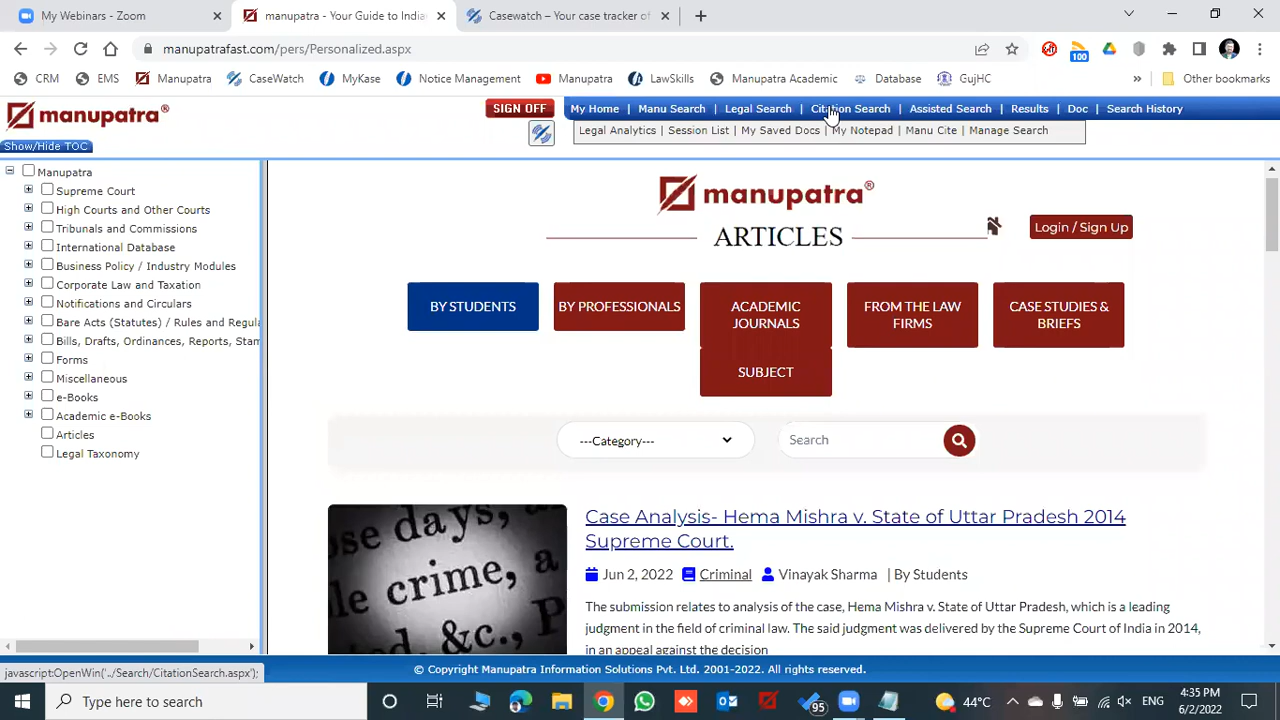 My Webinars - Zoom
manupatra - Your Guide to India
Casewatch – Your case tracker of
manupatrafast.com/pers/Personalized.aspx
100
CRM
EMS
Manupatra
CaseWatch
MyKase
Notice Management
Manupatra
LawSkills
Manupatra Academic
Database
GujHC
»
Other bookmarks
manupatra
SIGN OFF
My Home | Manu Search | Legal Search | Citation Search | Assisted Search | Results | Doc | Search History
Legal Analytics | Session List | My Saved Docs | My Notepad | Manu Cite | Manage Search
Show/Hide TOC
Manupatra
Supreme Court
High Courts and Other Courts
Tribunals and Commissions
International Database
Business Policy / Industry Modules
Corporate Law and Taxation
Notifications and Circulars
Bare Acts (Statutes) / Rules and Regula
Bills, Drafts, Ordinances, Reports, Stam
Forms
Miscellaneous
e-Books
Academic e-Books
Articles
Legal Taxonomy
manupatra
ARTICLES
Login / Sign Up
BY STUDENTS
BY PROFESSIONALS
ACADEMIC
JOURNALS
FROM THE LAW
FIRMS
CASE STUDIES &
BRIEFS
SUBJECT
---Category---
Search
ose days,
crime, a
&c.,
Case Analysis- Hema Mishra v. State of Uttar Pradesh 2014
Supreme Court.
Jun 2, 2022 Criminal Vinayak Sharma | By Students
The submission relates to analysis of the case, Hema Mishra v. State of Uttar Pradesh, which is a leading
judgment in the field of criminal law. The said judgment was delivered by the Supreme Court of India in 2014,
in an appeal against the decision
javascript:OpenWin('../Search/CitationSearch.aspx');
© Copyright Manupatra Information Solutions Pvt. Ltd. 2001-2022. All rights reserved.
Type here to search
95
44°C
ENG
4:35 PM
6/2/2022